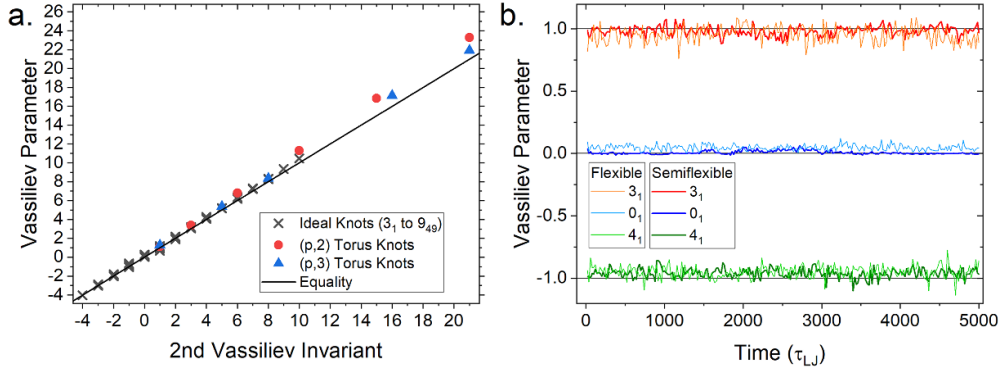 a.
Vassiliev Parameter
26
24
22
20
18
16
14
12
10
8
6
4
2
0
-2
-4
Ideal Knots (3₁ to 9₄₉)
(p,2) Torus Knots
(p,3) Torus Knots
Equality
-4 -2 0 2 4 6 8 10 12 14 16 18 20
2nd Vassiliev Invariant
b.
Vassiliev Parameter
1.0
0.5
0.0
-0.5
-1.0
Flexible Semiflexible
3₁ 3₁
0₁ 0₁
4₁ 4₁
0 1000 2000 3000 4000 5000
Time (τ_LJ)